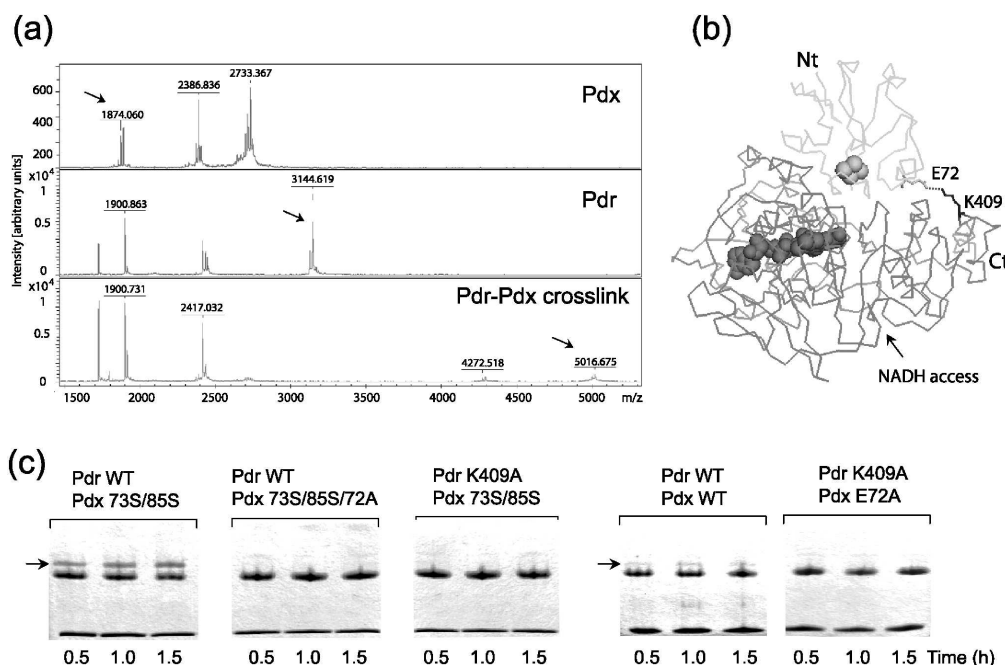 (a)
Intensity [arbitrary units]
600
400
200
1874.060
2386.836
2733.367
Pdx
1 x10⁴
0.5
0
1900.863
3144.619
Pdr
x10⁴
1
0.5
0
1900.731
2417.032
Pdr-Pdx crosslink
4272.518
5016.675
1500 2000 2500 3000 3500 4000 4500 5000 m/z
(b)
Nt
E72
K409
Ct
NADH access
(c)
Pdr WT
Pdx 73S/85S
Pdr WT
Pdx 73S/85S/72A
Pdr K409A
Pdx 73S/85S
Pdr WT
Pdx WT
Pdr K409A
Pdx E72A
0.5 1.0 1.5 0.5 1.0 1.5 0.5 1.0 1.5 0.5 1.0 1.5 0.5 1.0 1.5 Time (h)